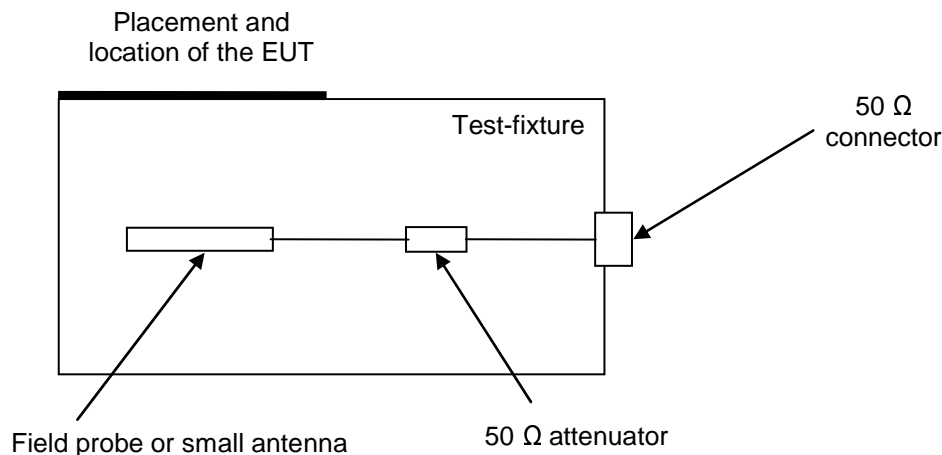 Placement and
location of the EUT
50 Ω
connector
Test-fixture
Field probe or small antenna
50 Ω attenuator